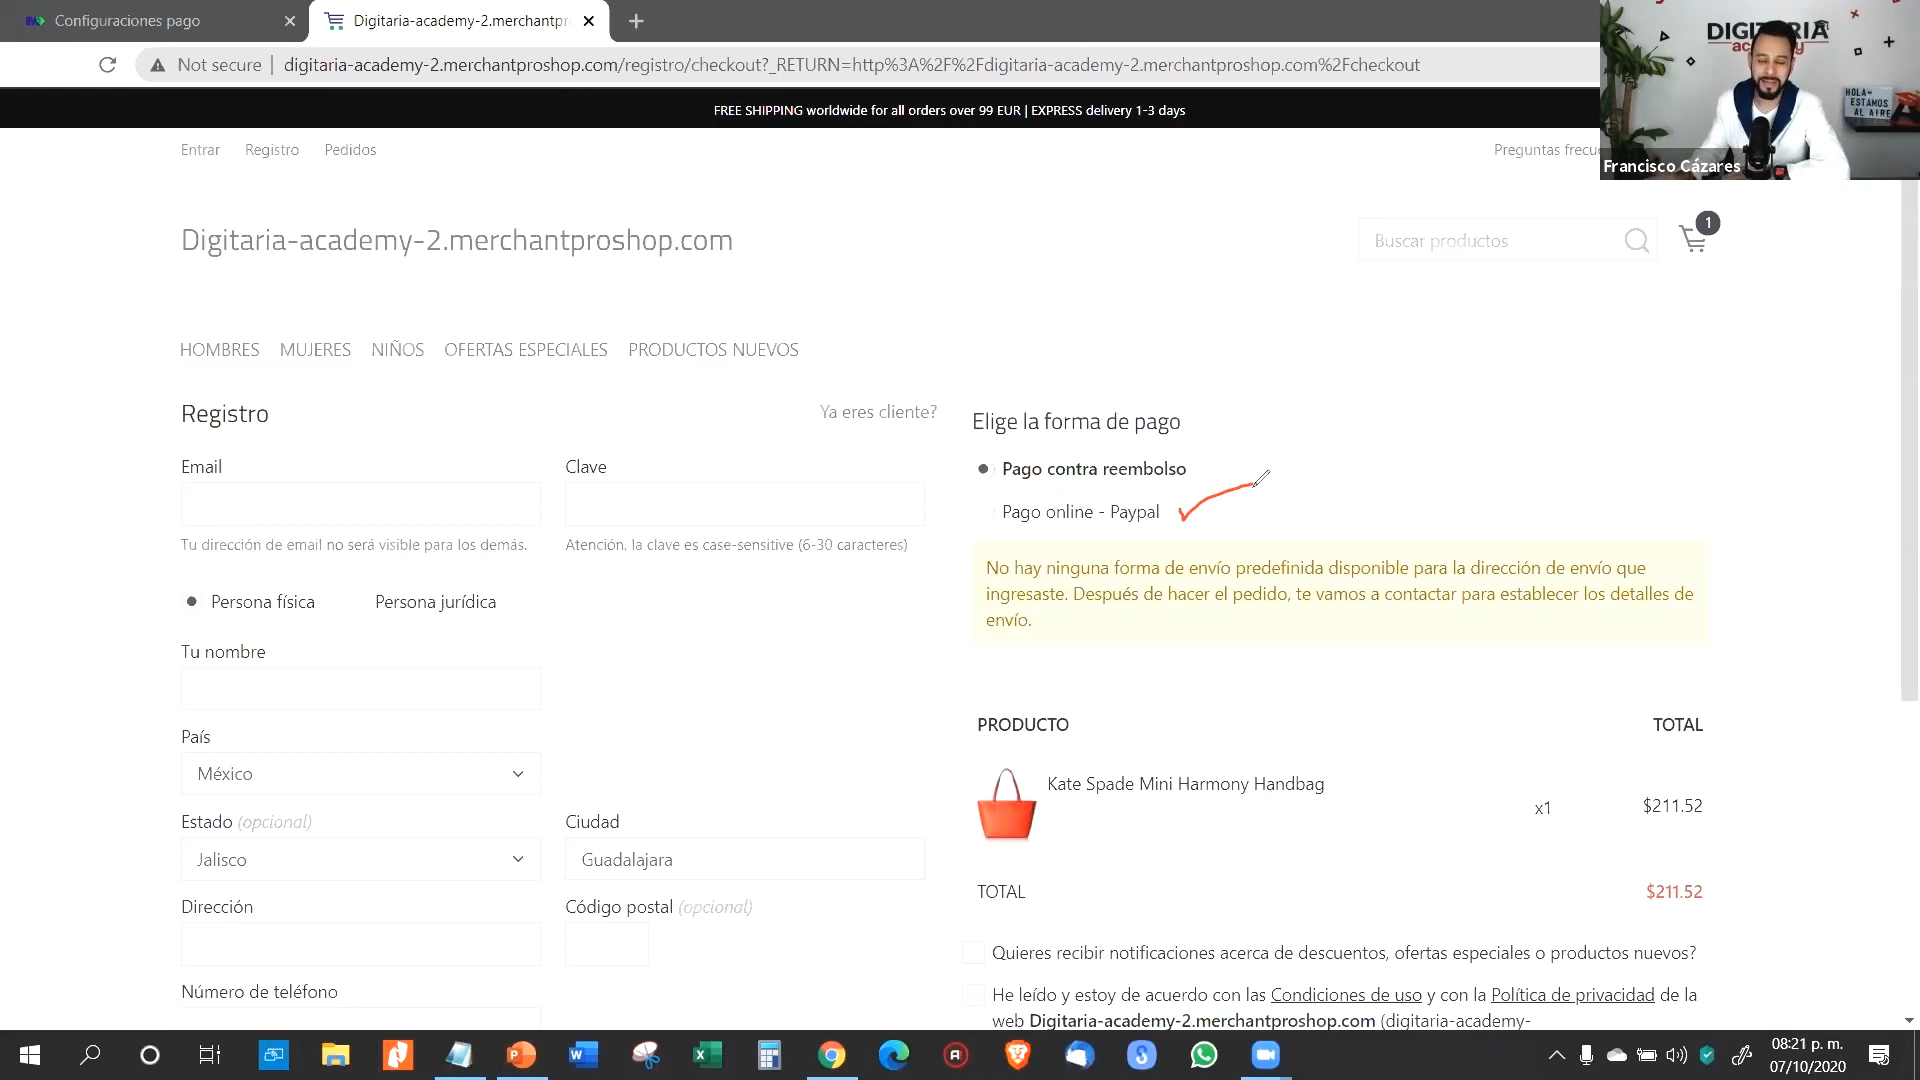 Configuraciones pago
Digitaria-academy-2.merchantpr
Not secure
digitaria-academy-2.merchantproshop.com/registro/checkout?_RETURN=http%3A%2F%2Fdigitaria-academy-2.merchantproshop.com%2Fcheckout
DIGITARIA
academy
HOLA
ESTAMOS
AL AIRE
Francisco Cázares
FREE SHIPPING worldwide for all orders over 99 EUR | EXPRESS delivery 1-3 days
Entrar
Registro
Pedidos
Preguntas frecue
Digitaria-academy-2.merchantproshop.com
Buscar productos
1
HOMBRES
MUJERES
NIÑOS
OFERTAS ESPECIALES
PRODUCTOS NUEVOS
Registro
Ya eres cliente?
Email
Clave
Tu dirección de email no será visible para los demás.
Atención, la clave es case-sensitive (6-30 caracteres)
Persona física
Persona jurídica
Tu nombre
País
México
Estado (opcional)
Ciudad
Jalisco
Guadalajara
Dirección
Código postal (opcional)
Número de teléfono
Elige la forma de pago
Pago contra reembolso
Pago online - Paypal
No hay ninguna forma de envío predefinida disponible para la dirección de envío que
ingresaste. Después de hacer el pedido, te vamos a contactar para establecer los detalles de
envío.
PRODUCTO
TOTAL
Kate Spade Mini Harmony Handbag
x1
$211.52
TOTAL
$211.52
Quieres recibir notificaciones acerca de descuentos, ofertas especiales o productos nuevos?
He leído y estoy de acuerdo con las Condiciones de uso y con la Política de privacidad de la
web Digitaria-academy-2.merchantproshop.com (digitaria-academy-
08:21 p. m.
07/10/2020